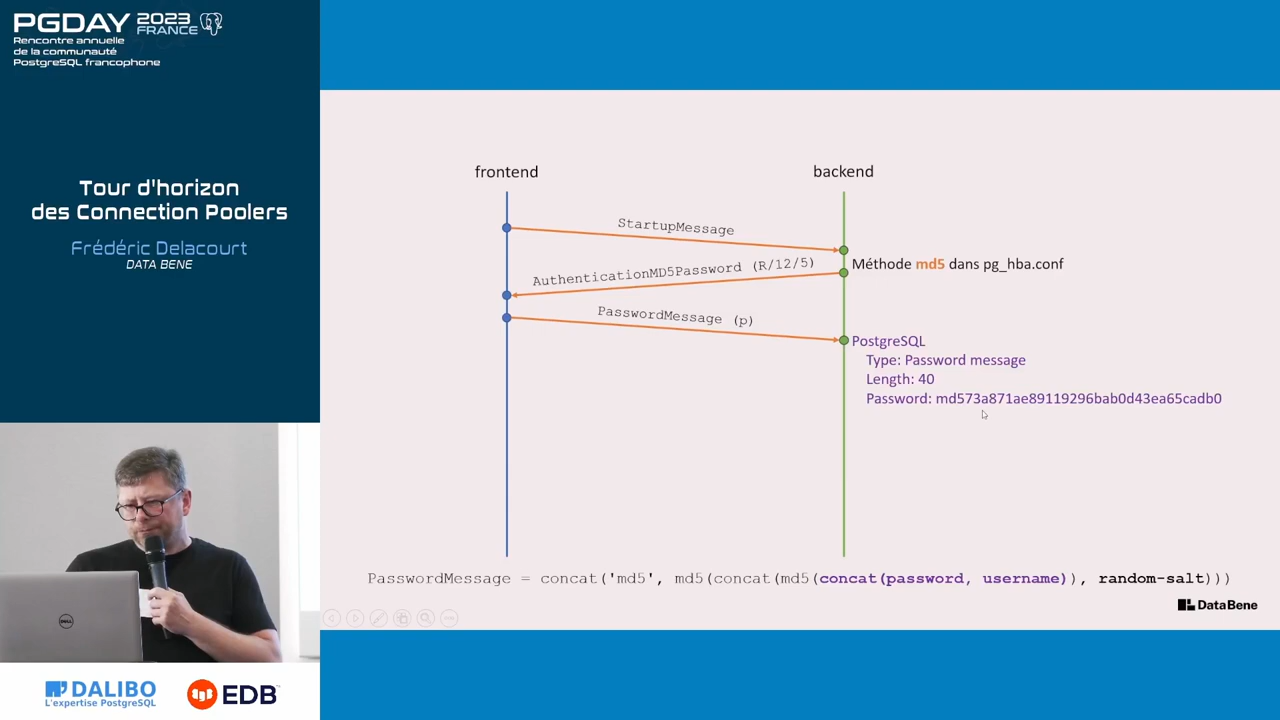 PGDAY 2023 FRANCE
Rencontre annuelle
de la communauté
PostgreSQL francophone
Tour d'horizon
des Connection Poolers
Frédéric Delacourt
DATA BENE
frontend
backend
StartupMessage
Méthode md5 dans pg_hba.conf
AuthenticationMD5Password (R/12/5)
PasswordMessage (p)
PostgreSQL
Type: Password message
Length: 40
Password: md573a871ae89119296bab0d43ea65cadb0
PasswordMessage = concat('md5', md5(concat(md5(concat(password, username)), random-salt)))
DataBene
DELL
DALIBO
L'expertise PostgreSQL
EDB